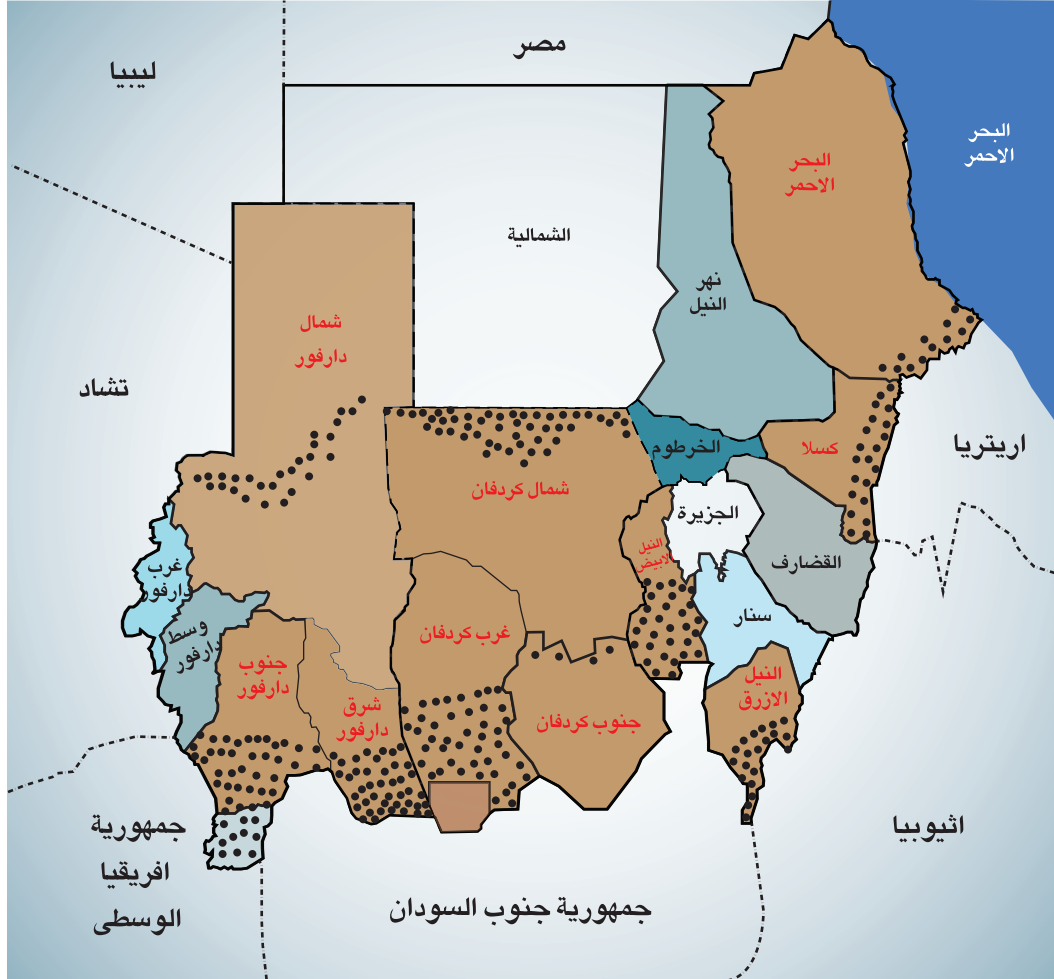 مصر
ليبيا
البحر
الاحمر
البحر
الاحمر
الشمالية
نهر
النيل
شمال
دارفور
تشاد
اريتريا
كسلا
الخرطوم
شمال كردفان
الجزيرة
النيل
الابيض
القضارف
غرب
دارفور
سنار
وسط
دارفور
غرب كردفان
جنوب
دارفور
شرق
دارفور
جنوب كردفان
النيل
الازرق
اثيوبيا
جمهورية
افريقيا
الوسطى
جمهورية جنوب السودان